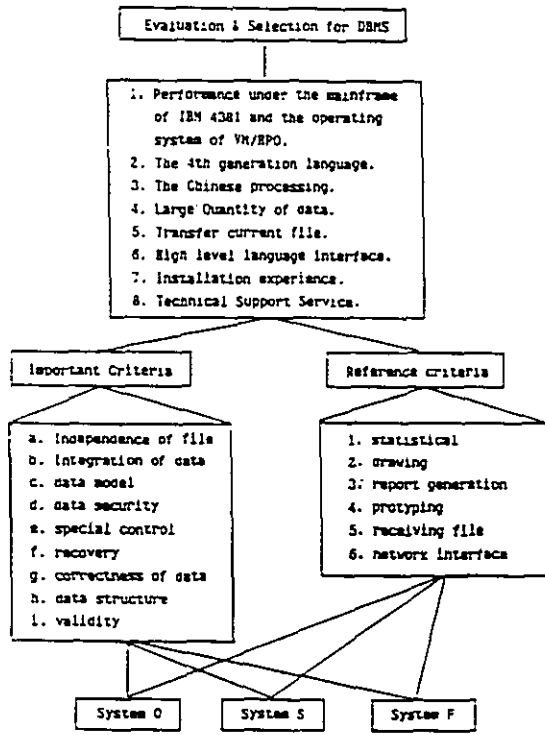 Evaluation & Selection for DBMS
1. Performance under the mainframe
of IBM 4381 and the operating
system of VM/HPO.
2. The 4th generation language.
3. The Chinese processing.
4. Large Quantity of data.
5. Transfer current file.
6. High level language interface.
7. Installation experience.
8. Technical Support Service.
Important Criteria
a. Independence of file
b. Integration of data
c. data model
d. data security
e. special control
f. recovery
g. correctness of data
h. data structure
i. validity
Reference criteria
1. statistical
2. drawing
3. report generation
4. protyping
5. receiving file
6. network interface
System O
System S
System F